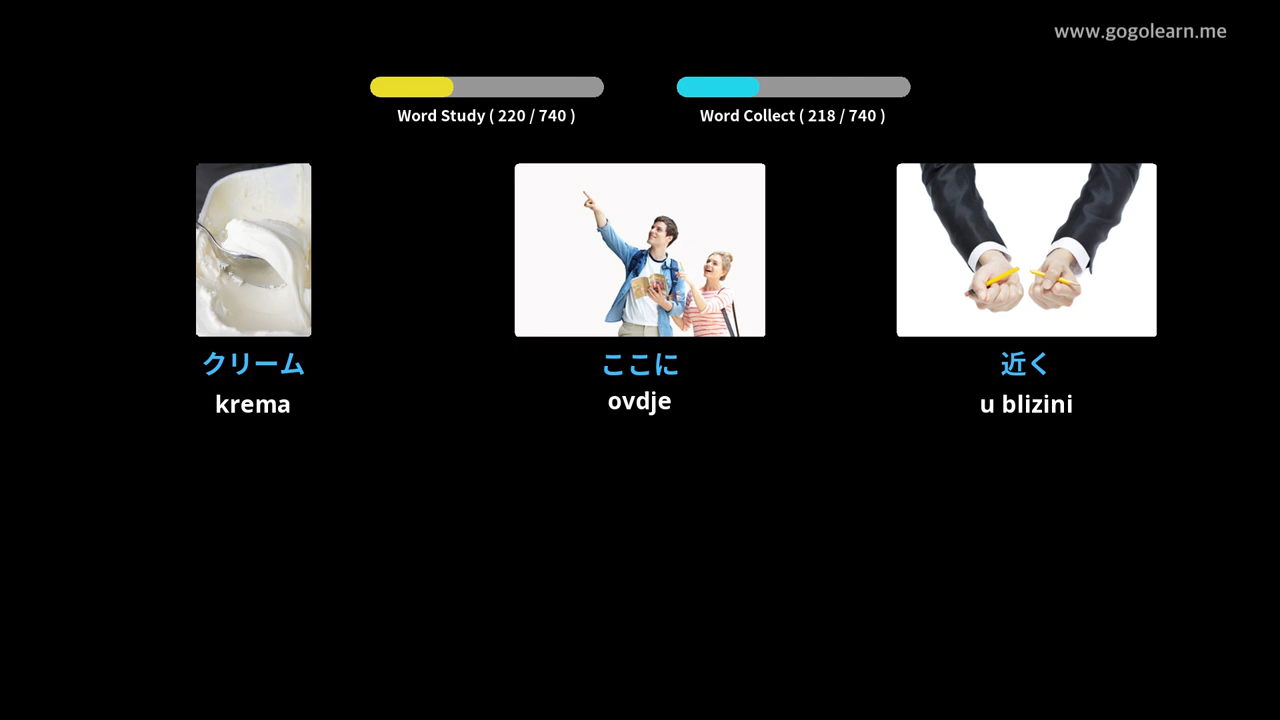 www.gogolearn.me
Word Study ( 220 / 740 )
Word Collect ( 218 / 740 )
クリーム
krema
ここに
ovdje
近く
u blizini